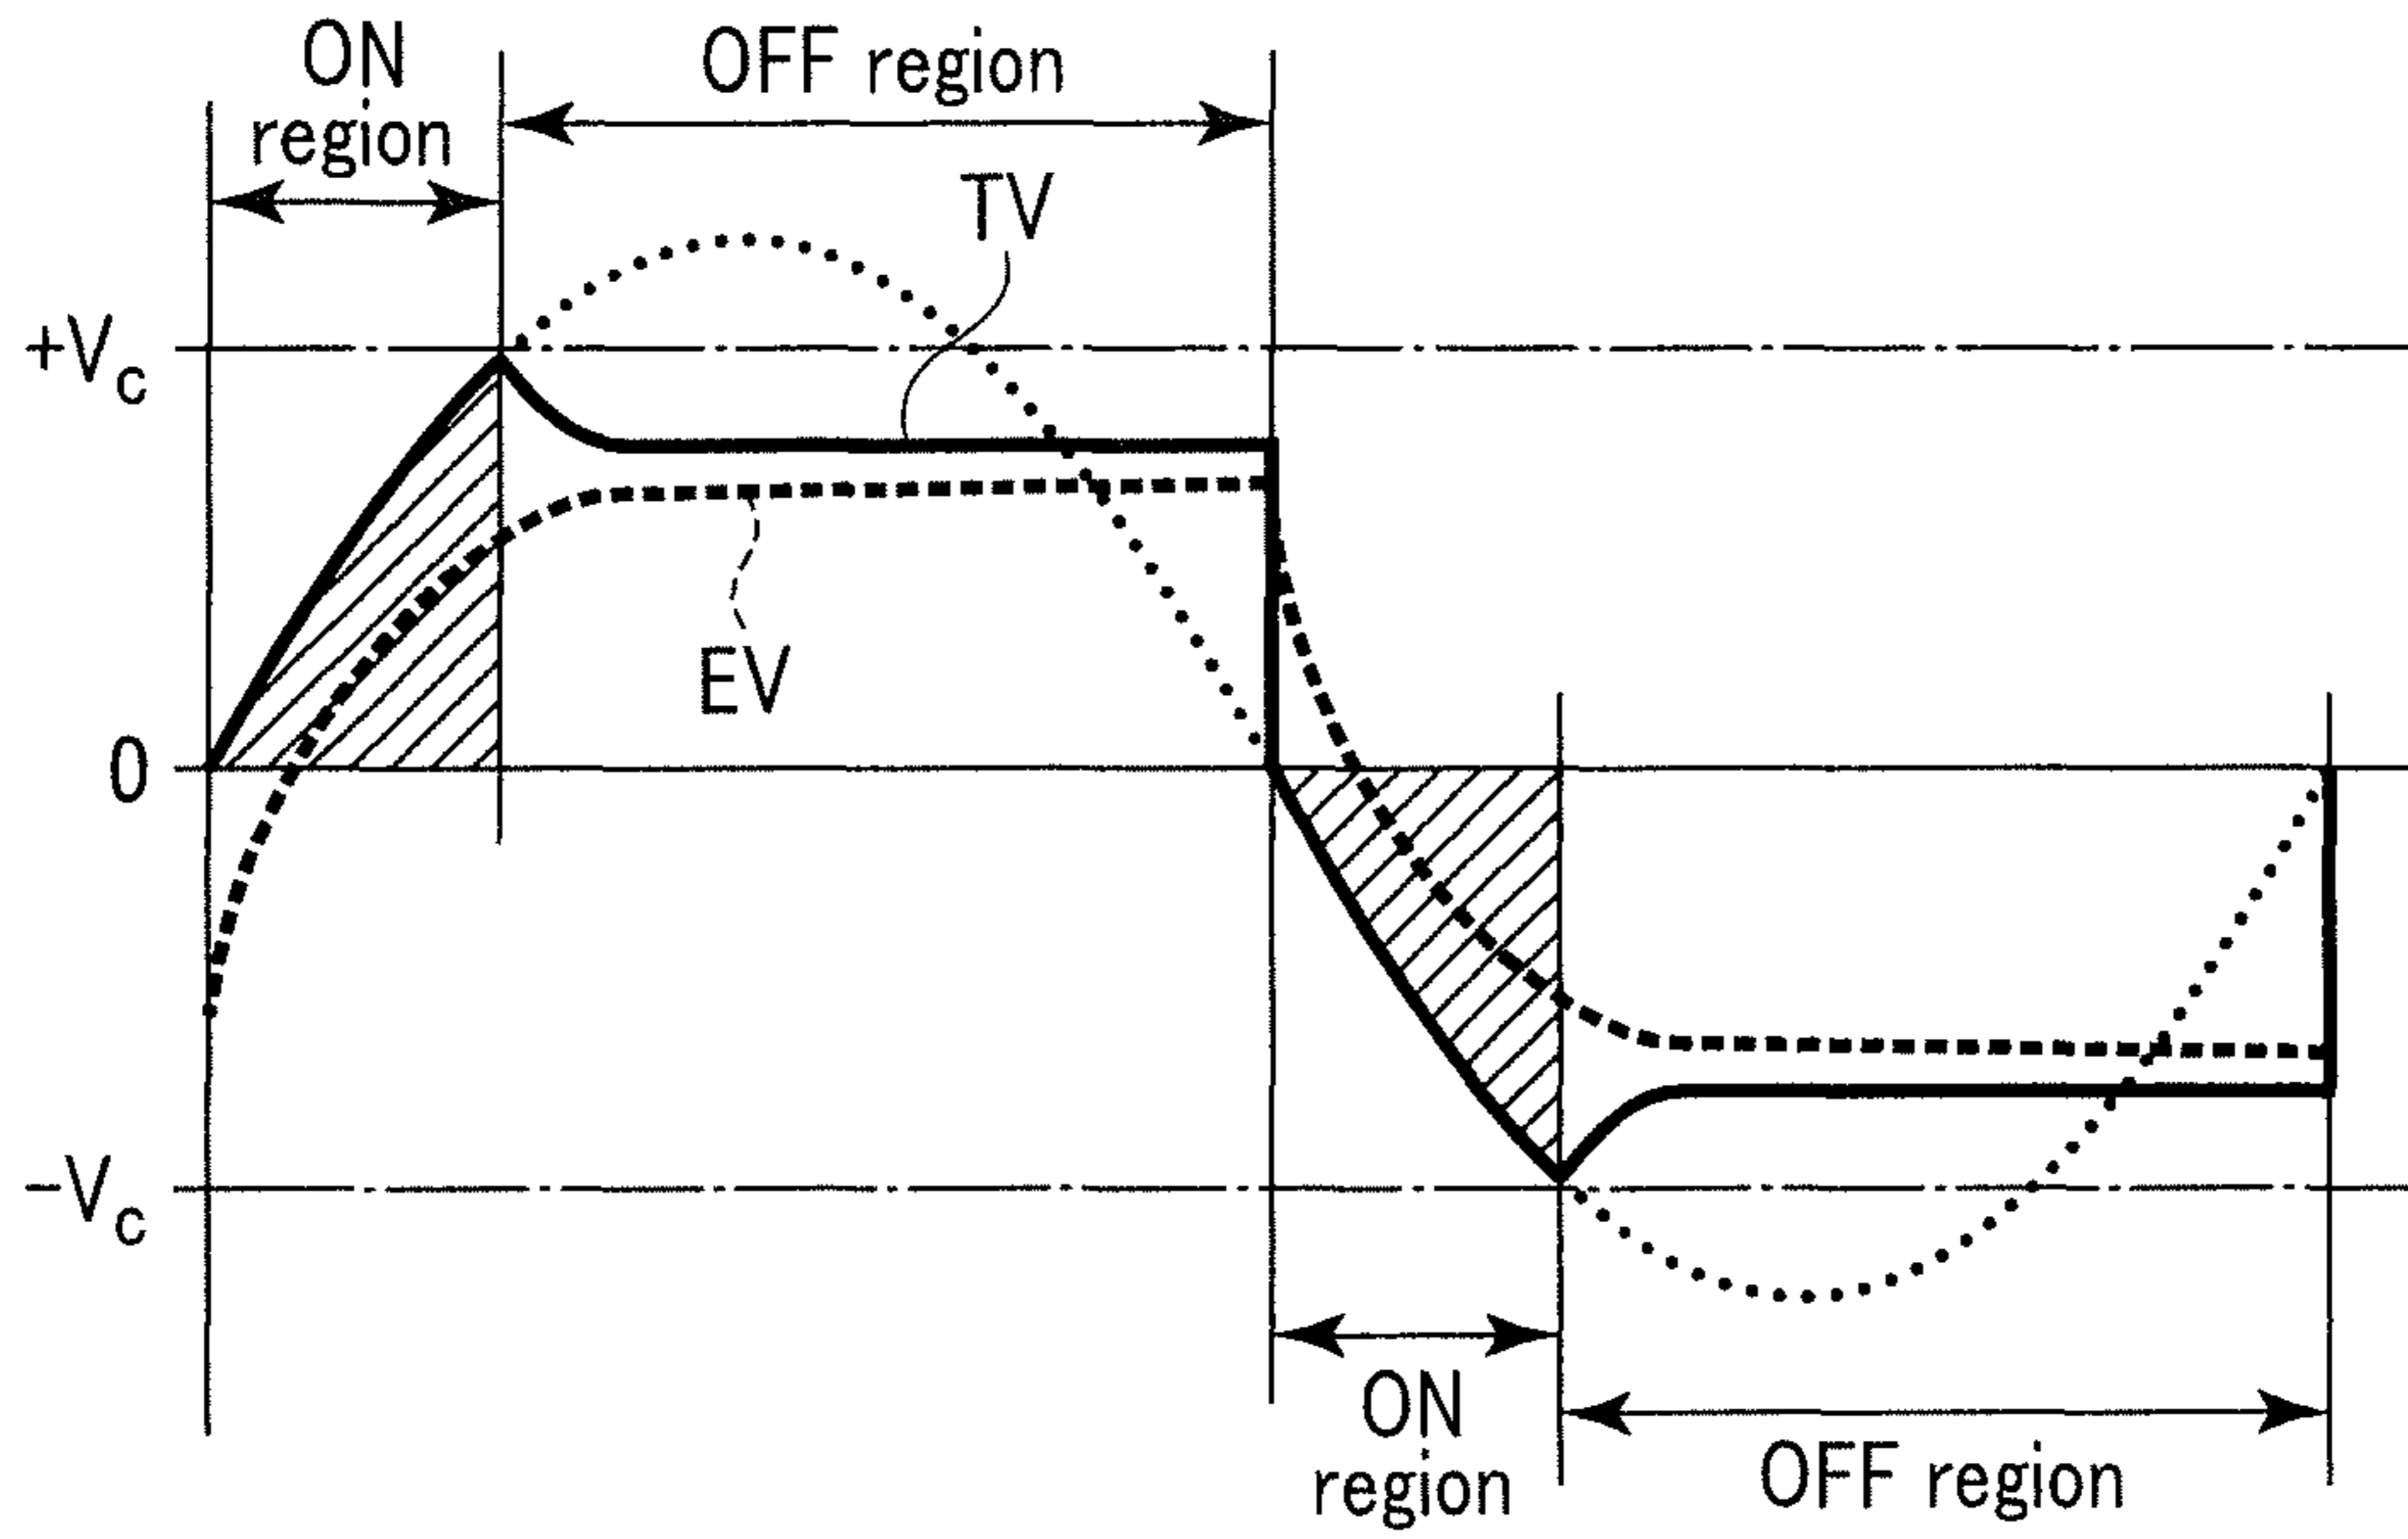 ON
region
OFF region
TV
+Vc
EV
0
-Vc
ON
region
OFF region